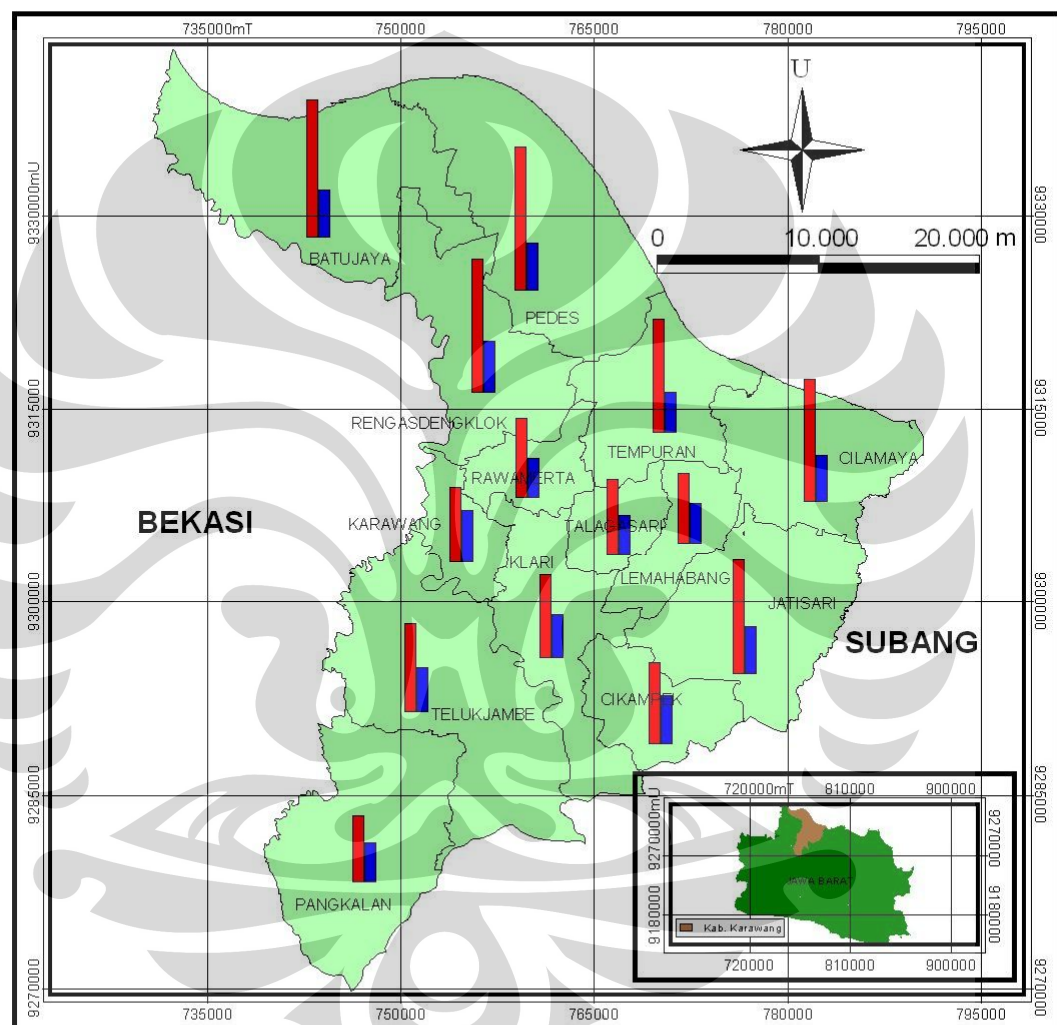 735000mT 750000 765000 780000 795000
U
9330000mU
9330000
0 10.000 20.000 m
BATUJAYA
PEDES
9315000
9315000
RENGASDENGKLOK
TEMPURAN
CILAMAYA
RAWAMERTA
KARAWANG
TALAGASARI
BEKASI
KLARI
LEMAHABANG
9300000
JATISARI
9300000
SUBANG
CIKAMPEK
TELUKJAMBE
9285000
9285000
720000mT 810000 900000
9270000mU
9270000
JAWA BARAT
9180000
9180000
Kab. Karawang
720000 810000 900000
PANGKALAN
9270000
9270000
735000 750000 765000 780000 795000